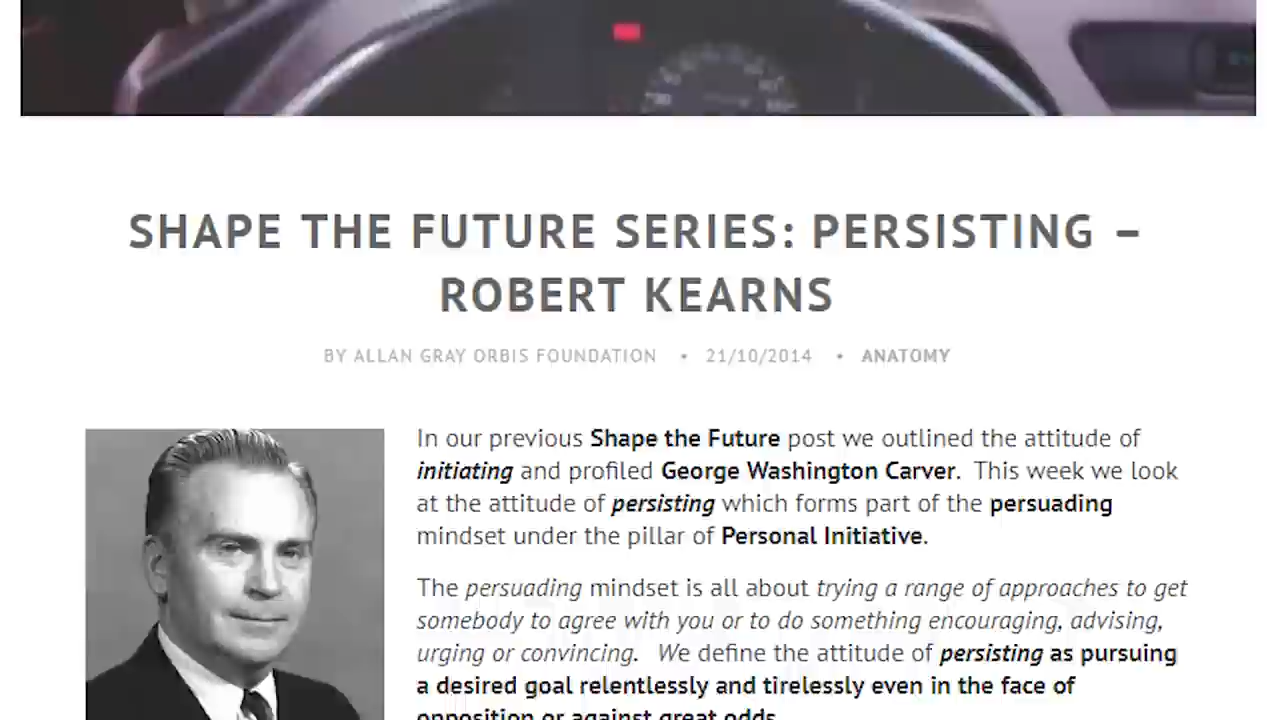 SHAPE THE FUTURE SERIES: PERSISTING –
ROBERT KEARNS
BY ALLAN GRAY ORBIS FOUNDATION • 21/10/2014 • ANATOMY
In our previous Shape the Future post we outlined the attitude of
initiating and profiled George Washington Carver. This week we look
at the attitude of persisting which forms part of the persuading
mindset under the pillar of Personal Initiative.
The persuading mindset is all about trying a range of approaches to get
somebody to agree with you or to do something encouraging, advising,
urging or convincing. We define the attitude of persisting as pursuing
a desired goal relentlessly and tirelessly even in the face of
opposition or against great odds.